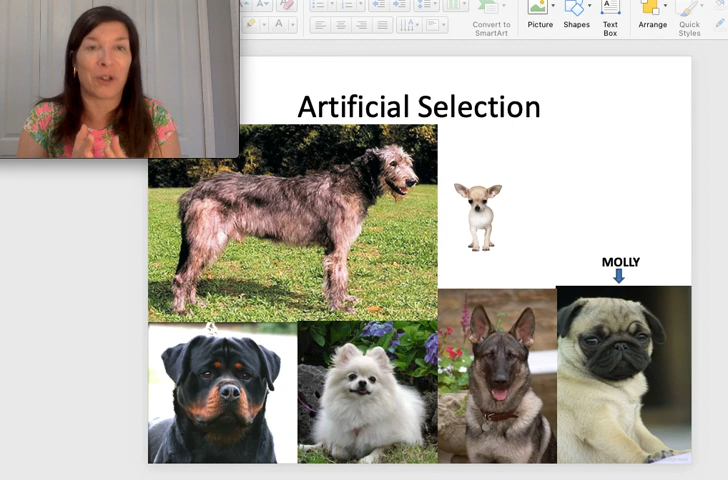 Convert to
SmartArt
Picture
Shapes
Text
Box
Arrange
Quick
Styles
Artificial Selection
MOLLY